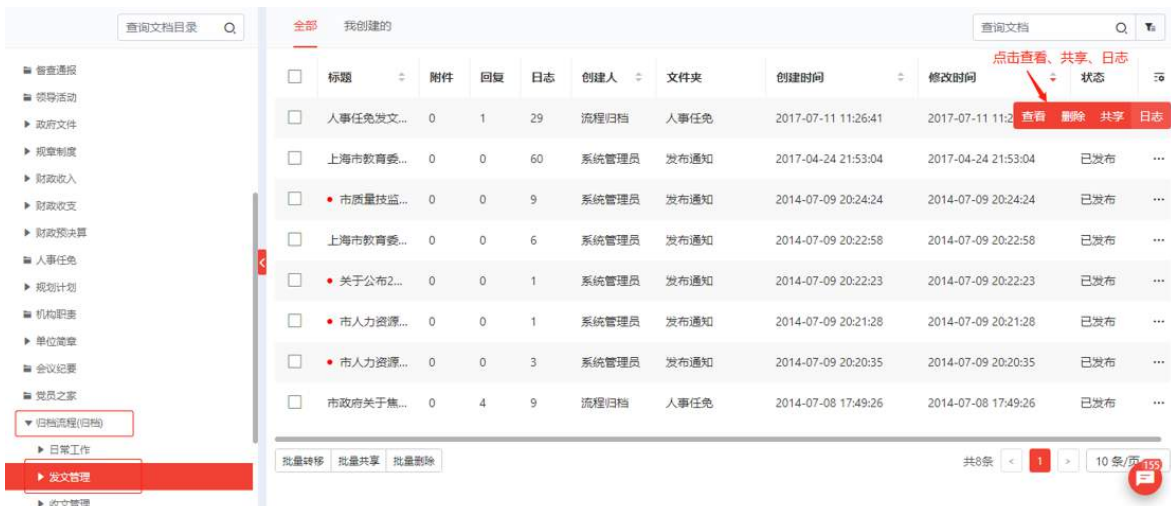 查询文档目录
全部 我创建的
查询文档
点击查看、共享、日志
督查通报
领导活动
政府文件
规章制度
财政收入
财政收支
财政预决算
人事任免
规划计划
机构职责
单位简章
会议纪要
党员之家
归档流程(归档)
日常工作
发文管理
收文管理
标题 附件 回复 日志 创建人 文件夹 创建时间 修改时间 状态
人事任免发文... 0 1 29 流程归档 人事任免 2017-07-11 11:26:41 2017-07-11 11:2 查看 删除 共享 日志
上海市教育委... 0 0 60 系统管理员 发布通知 2017-04-24 21:53:04 2017-04-24 21:53:04 已发布 ...
市质量技监... 0 0 9 系统管理员 发布通知 2014-07-09 20:24:24 2014-07-09 20:24:24 已发布 ...
上海市教育委... 0 0 6 系统管理员 发布通知 2014-07-09 20:22:58 2014-07-09 20:22:58 已发布 ...
关于公布2... 0 0 1 系统管理员 发布通知 2014-07-09 20:22:23 2014-07-09 20:22:23 已发布 ...
市人力资源... 0 0 1 系统管理员 发布通知 2014-07-09 20:21:28 2014-07-09 20:21:28 已发布 ...
市人力资源... 0 0 3 系统管理员 发布通知 2014-07-09 20:20:35 2014-07-09 20:20:35 已发布 ...
市政府关于焦... 0 4 9 流程归档 人事任免 2014-07-08 17:49:26 2014-07-08 17:49:26 已发布 ...
批量转移 批量共享 批量删除
共8条 < 1 > 10 条/页
155